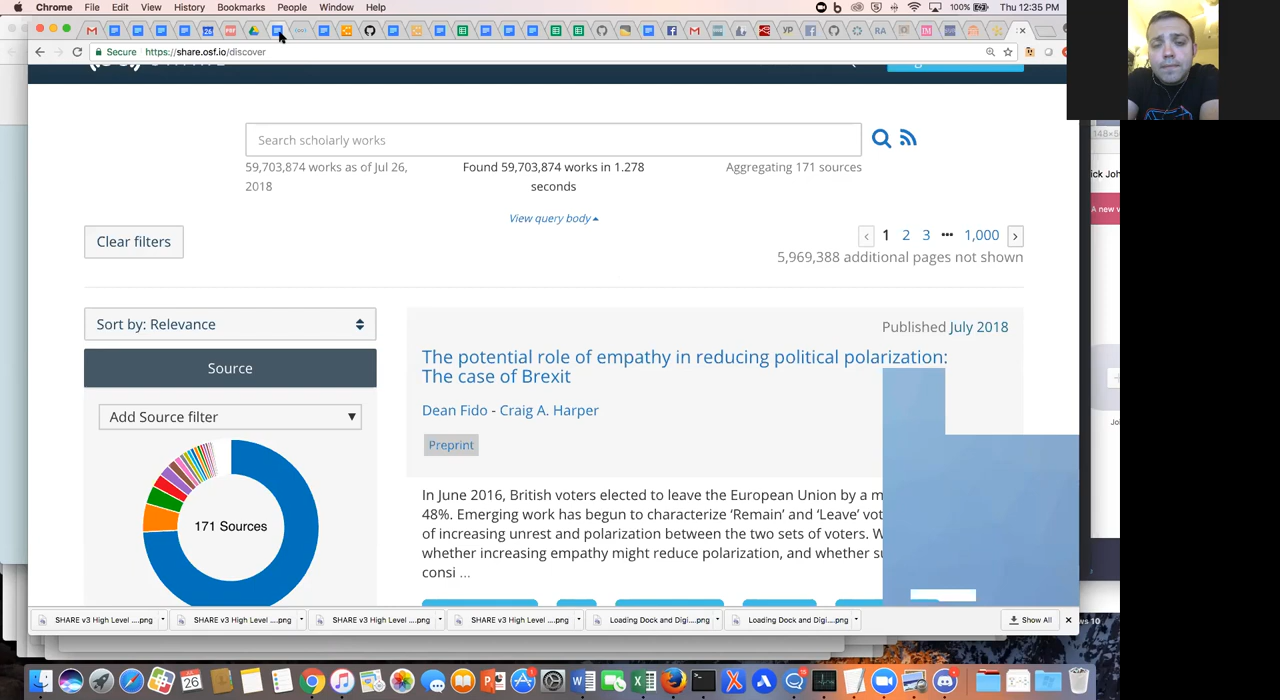 Chrome File Edit View History Bookmarks People Window Help
100% Thu 12:35 PM
Secure https://share.osf.io/discover
Search scholarly works
59,703,874 works as of Jul 26, 2018
Found 59,703,874 works in 1.278 seconds
Aggregating 171 sources
View query body
Clear filters
1 2 3 ••• 1,000
5,969,388 additional pages not shown
Sort by: Relevance
Source
Add Source filter
171 Sources
Published July 2018
The potential role of empathy in reducing political polarization:
The case of Brexit
Dean Fido - Craig A. Harper
Preprint
In June 2016, British voters elected to leave the European Union by a m
48%. Emerging work has begun to characterize ‘Remain’ and ‘Leave’ vot
of increasing unrest and polarization between the two sets of voters. W
whether increasing empathy might reduce polarization, and whether su
consi ...
SHARE v3 High Level ....png
SHARE v3 High Level ....png
SHARE v3 High Level ....png
SHARE v3 High Level ....png
Loading Dock and Digi....png
Loading Dock and Digi....png
Show All
ick Joh
A new v